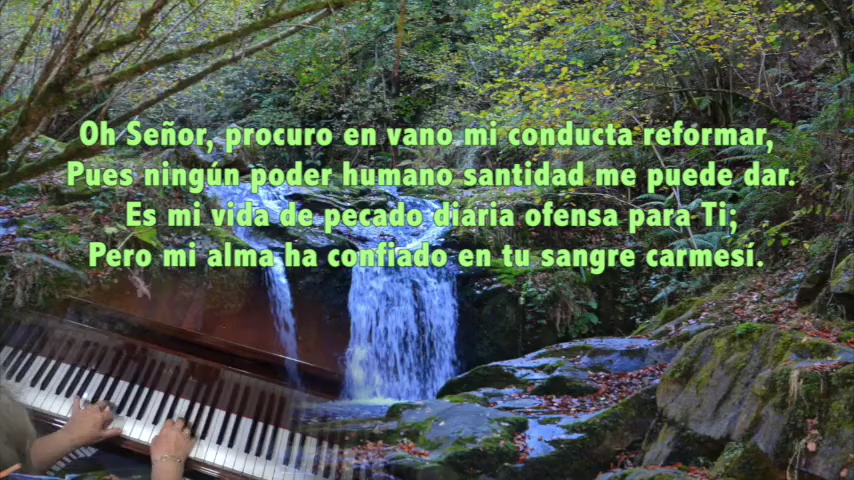 Oh Señor, procuro en vano mi conducta reformar,
Pues ningún poder humano santidad me puede dar.
Es mi vida de pecado diaria ofensa para Ti;
Pero mi alma ha confiado en tu sangre carmesí.